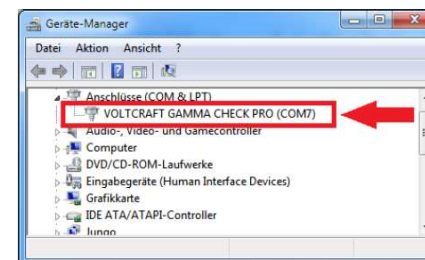 Geräte-Manager
Datei Aktion Ansicht ?
Anschlüsse (COM & LPT)
VOLTCRAFT GAMMA CHECK PRO (COM7)
Audio-, Video- und Gamecontroller
Computer
DVD/CD-ROM-Laufwerke
Eingabegeräte (Human Interface Devices)
Grafikkarte
IDE ATA/ATAPI-Controller
Jungo